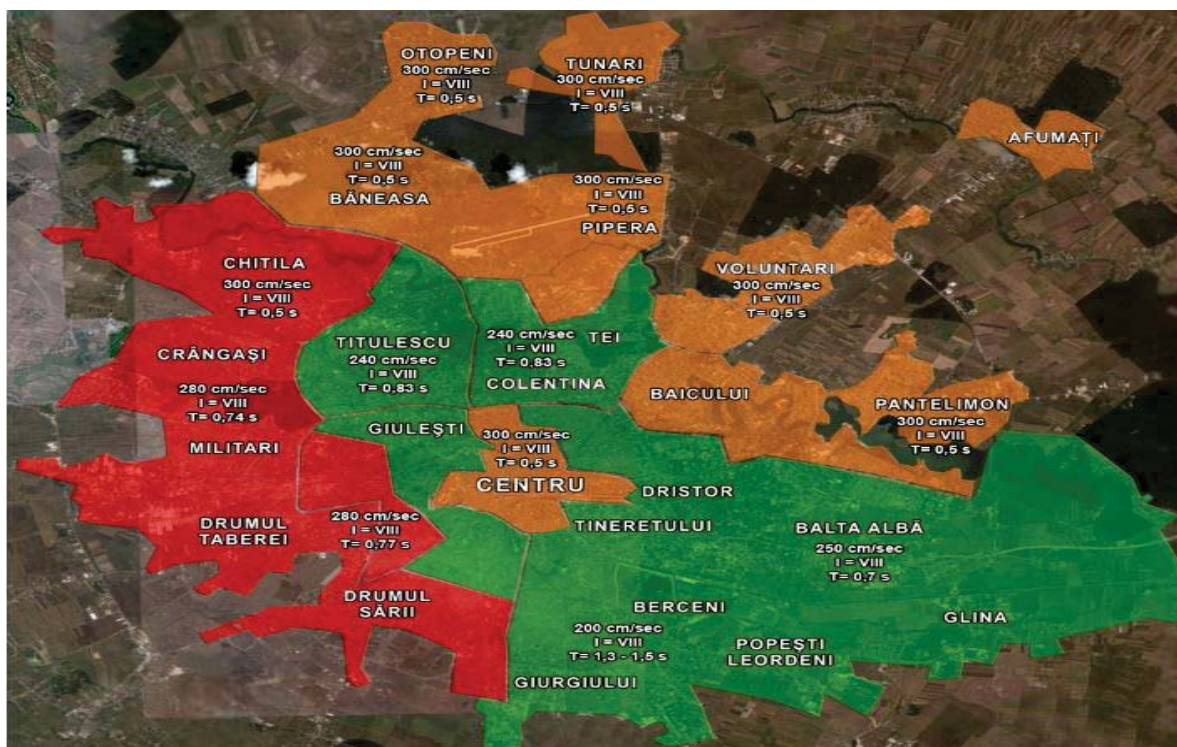 OTOPENI
300 cm/sec
I = VIII
T= 0,5 s
TUNARI
300 cm/sec
I = VIII
T= 0,5 s
AFUMAȚI
300 cm/sec
I = VIII
T= 0,5 s
BĂNEASA
300 cm/sec
I = VIII
T= 0,5 s
PIPERA
CHITILA
300 cm/sec
I = VIII
T= 0,5 s
VOLUNTARI
300 cm/sec
I = VIII
T= 0,5 s
TITULESCU
240 cm/sec
I = VIII
T= 0,83 s
240 cm/sec
I = VIII
T= 0,83 s
TEI
COLENTINA
CRÂNGAȘI
280 cm/sec
I = VIII
T= 0,74 s
MILITARI
BAICULUI
PANTELIMON
300 cm/sec
I = VIII
T= 0,5 s
GIULEȘTI
300 cm/sec
I = VIII
T= 0,5 s
CENTRU
DRISTOR
TINERETULUI
DRUMUL
TABEREI
280 cm/sec
I = VIII
T= 0,77 s
BALTA ALBĂ
250 cm/sec
I = VIII
T= 0,7 s
DRUMUL
SĂRII
BERCENI
200 cm/sec
I = VIII
T= 1,3 - 1,5 s
GLINA
POPEȘTI
LEORDENI
GIURGIULUI